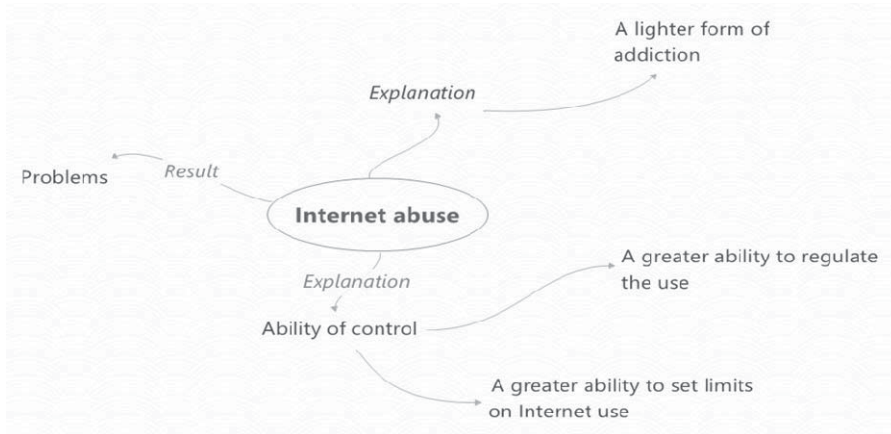 A lighter form of
addiction
Explanation
Problems
Result
Internet abuse
Explanation
Ability of control
A greater ability to regulate
the use
A greater ability to set limits
on Internet use